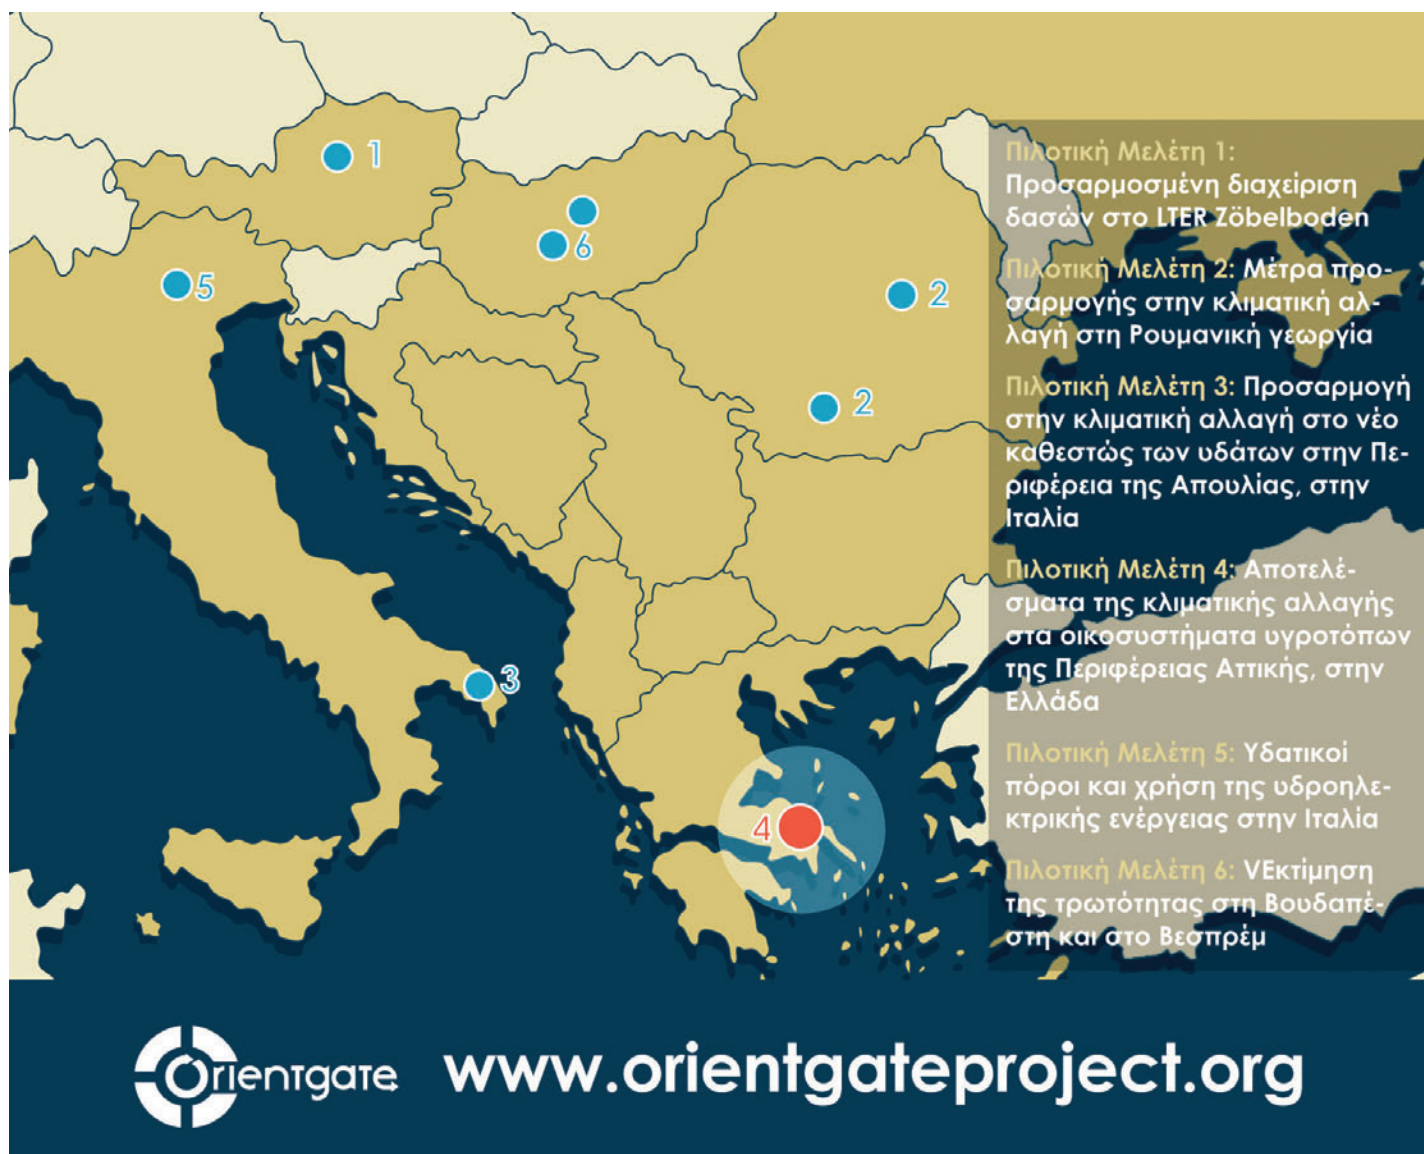 1
6
5
2
2
3
4
Πιλοτική Μελέτη 1:
Προσαρμοσμένη διαχείριση
δασών στο LTER Zöbelboden
Πιλοτική Μελέτη 2: Μέτρα προ-
σαρμογής στην κλιματική αλ-
λαγή στη Ρουμανική γεωργία
Πιλοτική Μελέτη 3: Προσαρμογή
στην κλιματική αλλαγή στο νέο
καθεστώς των υδάτων στην Πε-
ριφέρεια της Απουλίας, στην
Ιταλία
Πιλοτική Μελέτη 4: Αποτελέ-
σματα της κλιματικής αλλαγής
στα οικοσυστήματα υγροτόπων
της Περιφέρειας Αττικής, στην
Ελλάδα
Πιλοτική Μελέτη 5: Υδατικοί
πόροι και χρήση της υδροηλε-
κτρικής ενέργειας στην Ιταλία
Πιλοτική Μελέτη 6: VΕκτίμηση
της τρωτότητας στη Βουδαπέ-
στη και στο Βεσπρέμ
Orientgate
www.orientgateproject.org